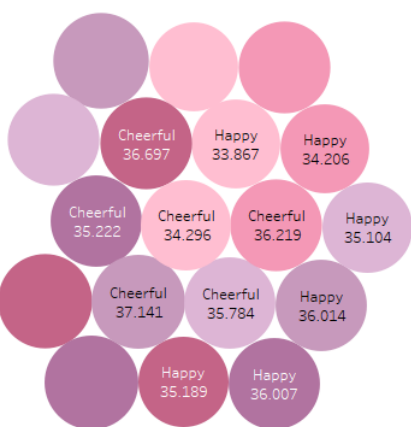 Cheerful
36.697
Happy
33.867
Happy
34.206
Cheerful
35.222
Cheerful
34.296
Cheerful
36.219
Happy
35.104
Cheerful
37.141
Cheerful
35.784
Happy
36.014
Happy
35.189
Happy
36.007